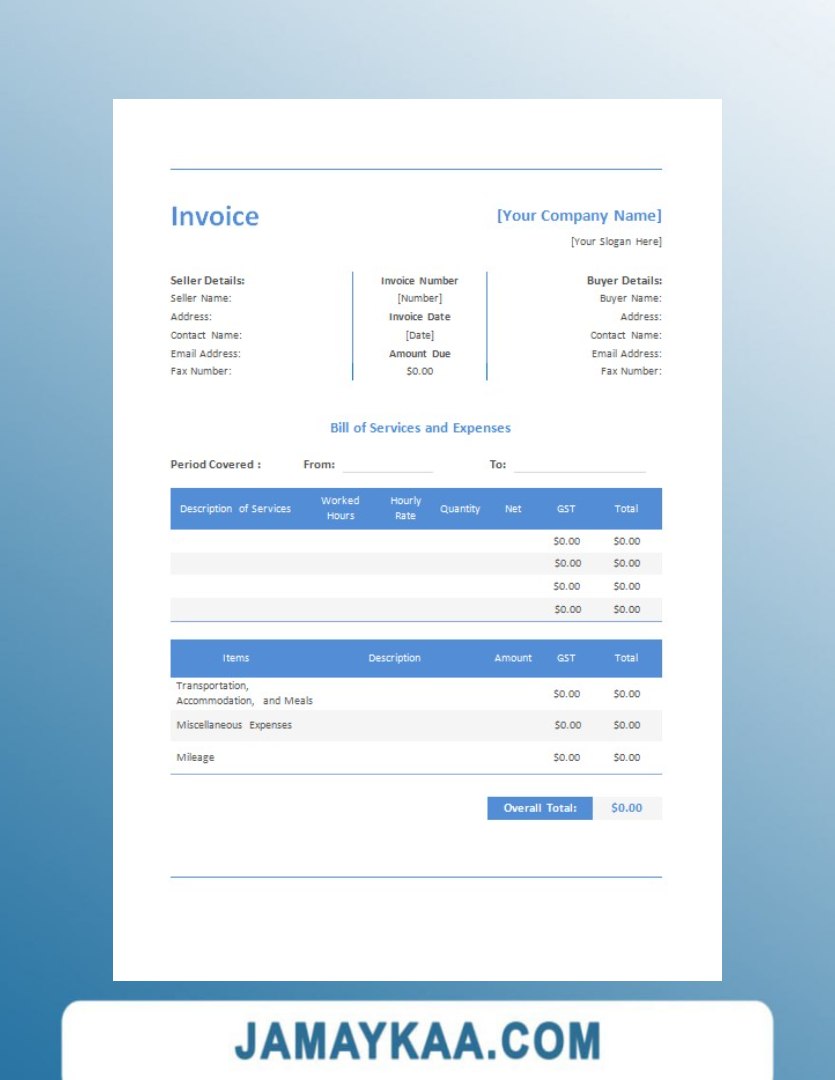 Invoice
[Your Company Name]
[Your Slogan Here]
Seller Details:
Seller Name:
Address:
Contact Name:
Email Address:
Fax Number:
Invoice Number
[Number]
Invoice Date
[Date]
Amount Due
$0.00
Buyer Details:
Buyer Name:
Address:
Contact Name:
Email Address:
Fax Number:
Bill of Services and Expenses
Period Covered : From: To:
Description of Services Worked Hours Hourly Rate Quantity Net GST Total
$0.00 $0.00
$0.00 $0.00
$0.00 $0.00
$0.00 $0.00
Items Description Amount GST Total
Transportation,
Accommodation, and Meals $0.00 $0.00
Miscellaneous Expenses $0.00 $0.00
Mileage $0.00 $0.00
Overall Total: $0.00
JAMAYKAA.COM